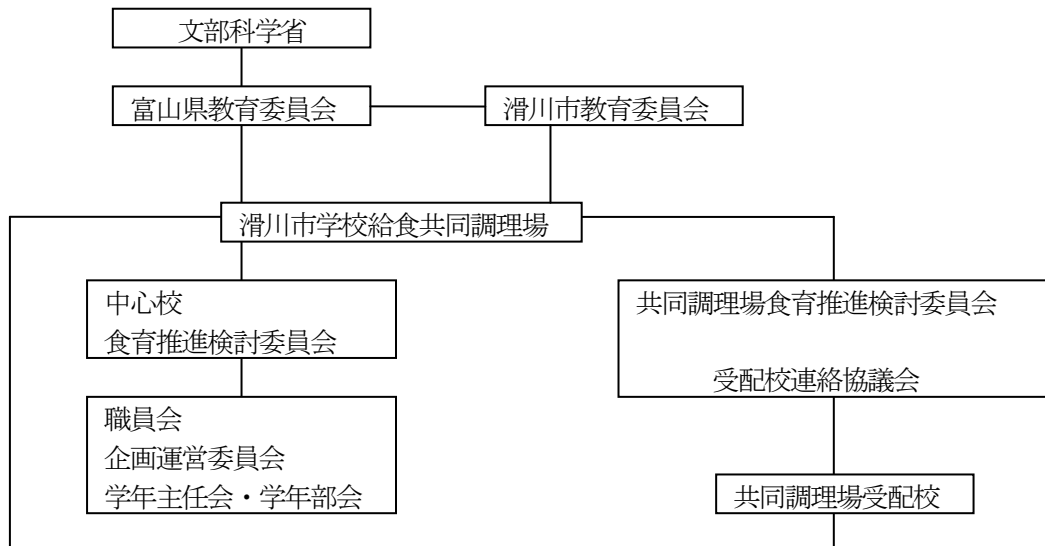 文部科学省
富山県教育委員会
滑川市教育委員会
滑川市学校給食共同調理場
中心校
食育推進検討委員会
共同調理場食育推進検討委員会
受配校連絡協議会
職員会
企画運営委員会
学年主任会・学年部会
共同調理場受配校